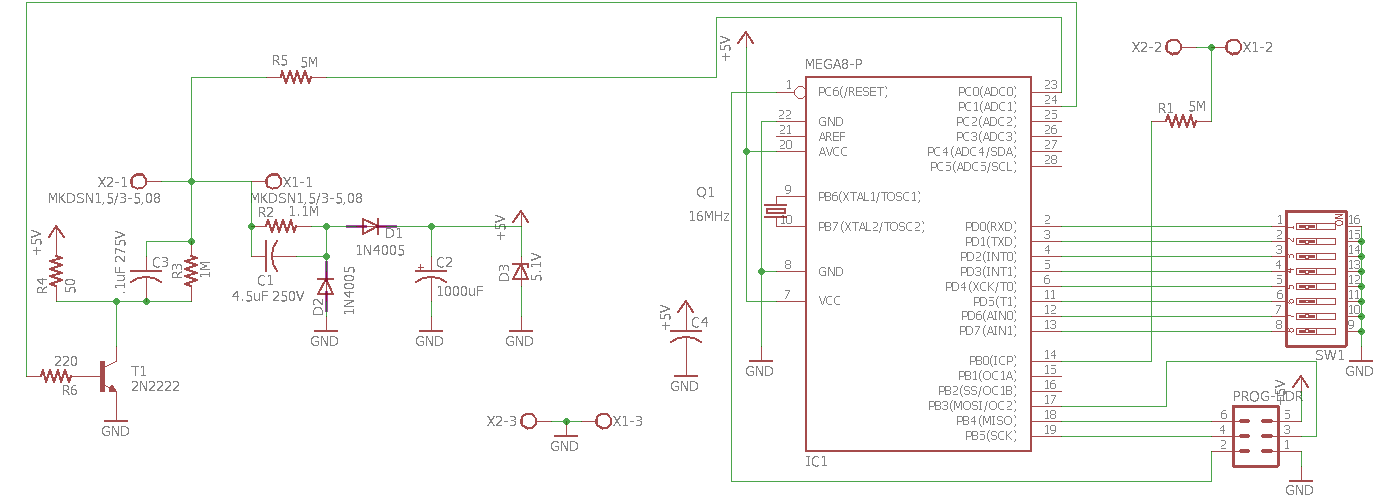 R5 5M
+5V
MEGA8-P
X2-2 X1-2
R1 5M
1 PC6(/RESET) PC0(ADC0) 23
PC1(ADC1) 24
22 GND PC2(ADC2) 25
21 AREF PC3(ADC3) 26
20 AVCC PC4(ADC4/SDA) 27
PC5(ADC5/SCL) 28
X2-1 X1-1
MKDSN1,5/3-5,08 MKDSN1,5/3-5,08
Q1
16MHz
9 PB6(XTAL1/TOSC1)
10 PB7(XTAL2/TOSC2)
PD0(RXD) 2
PD1(TXD) 3
PD2(INT0) 4
8 GND PD3(INT1) 5
PD4(XCK/T0) 6
7 VCC PD5(T1) 11
PD6(AIN0) 12
PD7(AIN1) 13
PB0(ICP) 14
PB1(OC1A) 15
PB2(SS/OC1B) 16
PB3(MOSI/OC2) 17
PB4(MISO) 18
PB5(SCK) 19
IC1
1 1 ON 16
2 2 15
3 3 14
4 4 13
5 5 12
6 6 11
7 7 10
8 8 9
SW1
GND
R2 1.1M
C1
4.5uF 250V
D1
1N4005
D2
1N4005
GND
+
C2
1000uF
GND
+5V
D3
5.1V
GND
+5V
R4
50
.1uF 275V
C3
R3
1M
220
R6
T1
2N2222
GND
+5V
C4
GND
GND
X2-3 X1-3
GND
PROG-HDR
+5V
6 5
4 3
2 1
GND